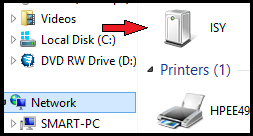 Videos
Local Disk (C:)
DVD RW Drive (D:)
Network
SMART-PC
ISY
Printers (1)
HPEE49